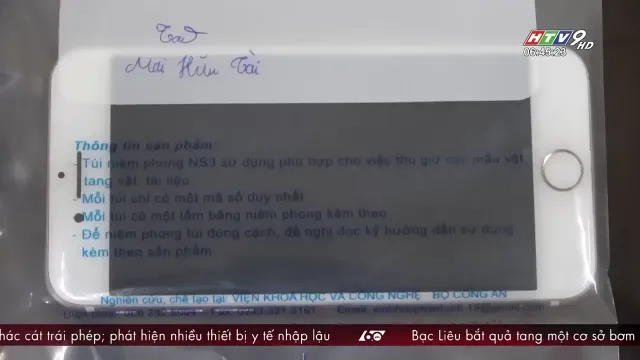 HTV9 HD
06:45:23
Tài
Mai Hữu Tài
Thông tin sản phẩm:
- Túi niêm phong NS3 sử dụng phù hợp cho việc thu giữ các mẫu vật,
tang vật, tài liệu
- Mỗi túi chỉ có một mã số duy nhất
- Mỗi túi có một tấm băng niêm phong kèm theo
- Để niêm phong túi đúng cách, đề nghị đọc kỹ hướng dẫn sử dụng
kèm theo sản phẩm
Nghiên cứu, chế tạo tại: VIỆN KHOA HỌC VÀ CÔNG NGHỆ BỘ CÔNG AN
hác cát trái phép; phát hiện nhiều thiết bị y tế nhập lậu
Bạc Liêu bắt quả tang một cơ sở bơm